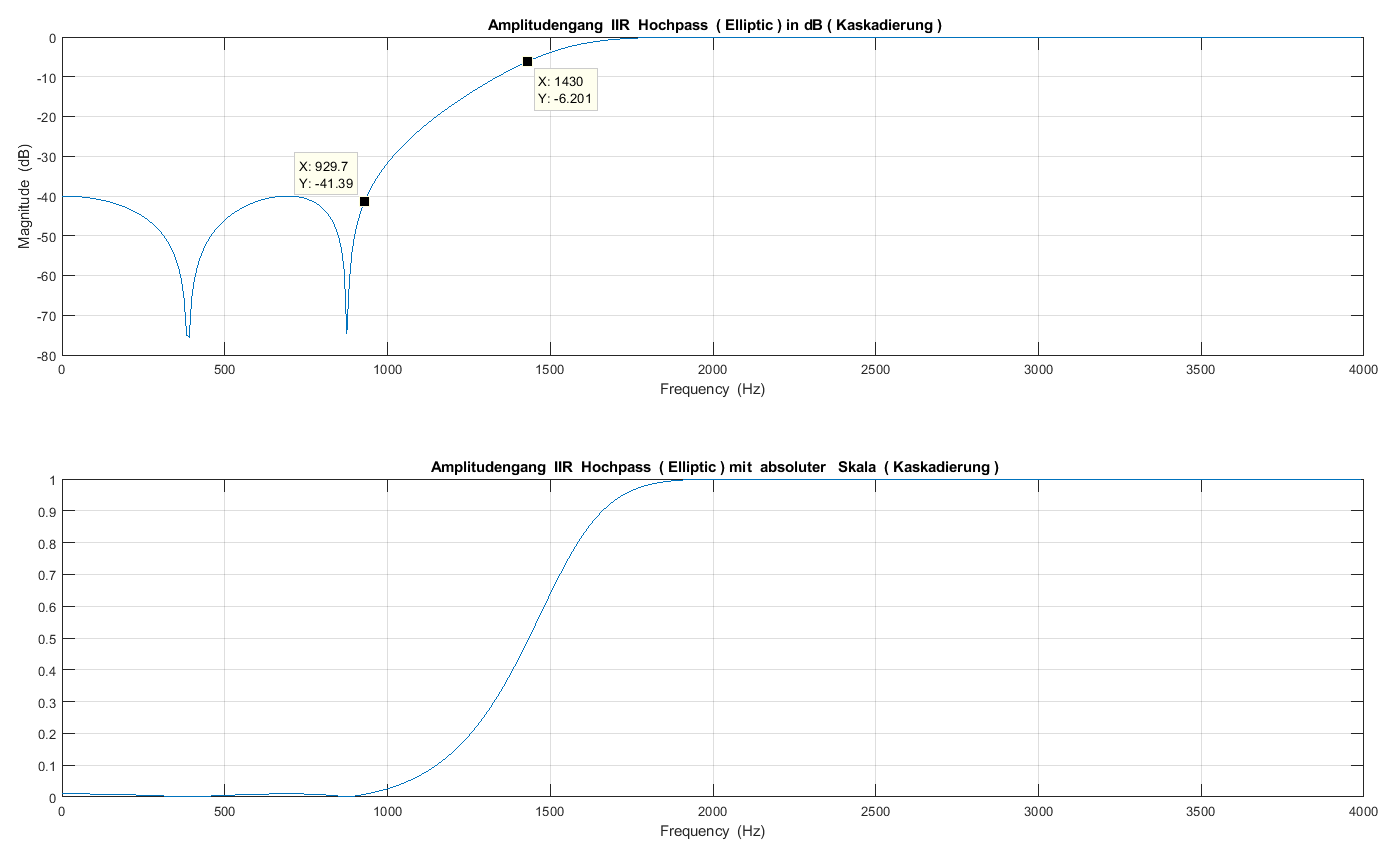 Amplitudengang IIR Hochpass ( Elliptic ) in dB ( Kaskadierung )
0
-10
-20
-30
-40
-50
-60
-70
-80
Magnitude (dB)
X: 1430
Y: -6.201
X: 929.7
Y: -41.39
0 500 1000 1500 2000 2500 3000 3500 4000
Frequency (Hz)
Amplitudengang IIR Hochpass ( Elliptic ) mit absoluter Skala ( Kaskadierung )
1
0.9
0.8
0.7
0.6
0.5
0.4
0.3
0.2
0.1
0
0 500 1000 1500 2000 2500 3000 3500 4000
Frequency (Hz)